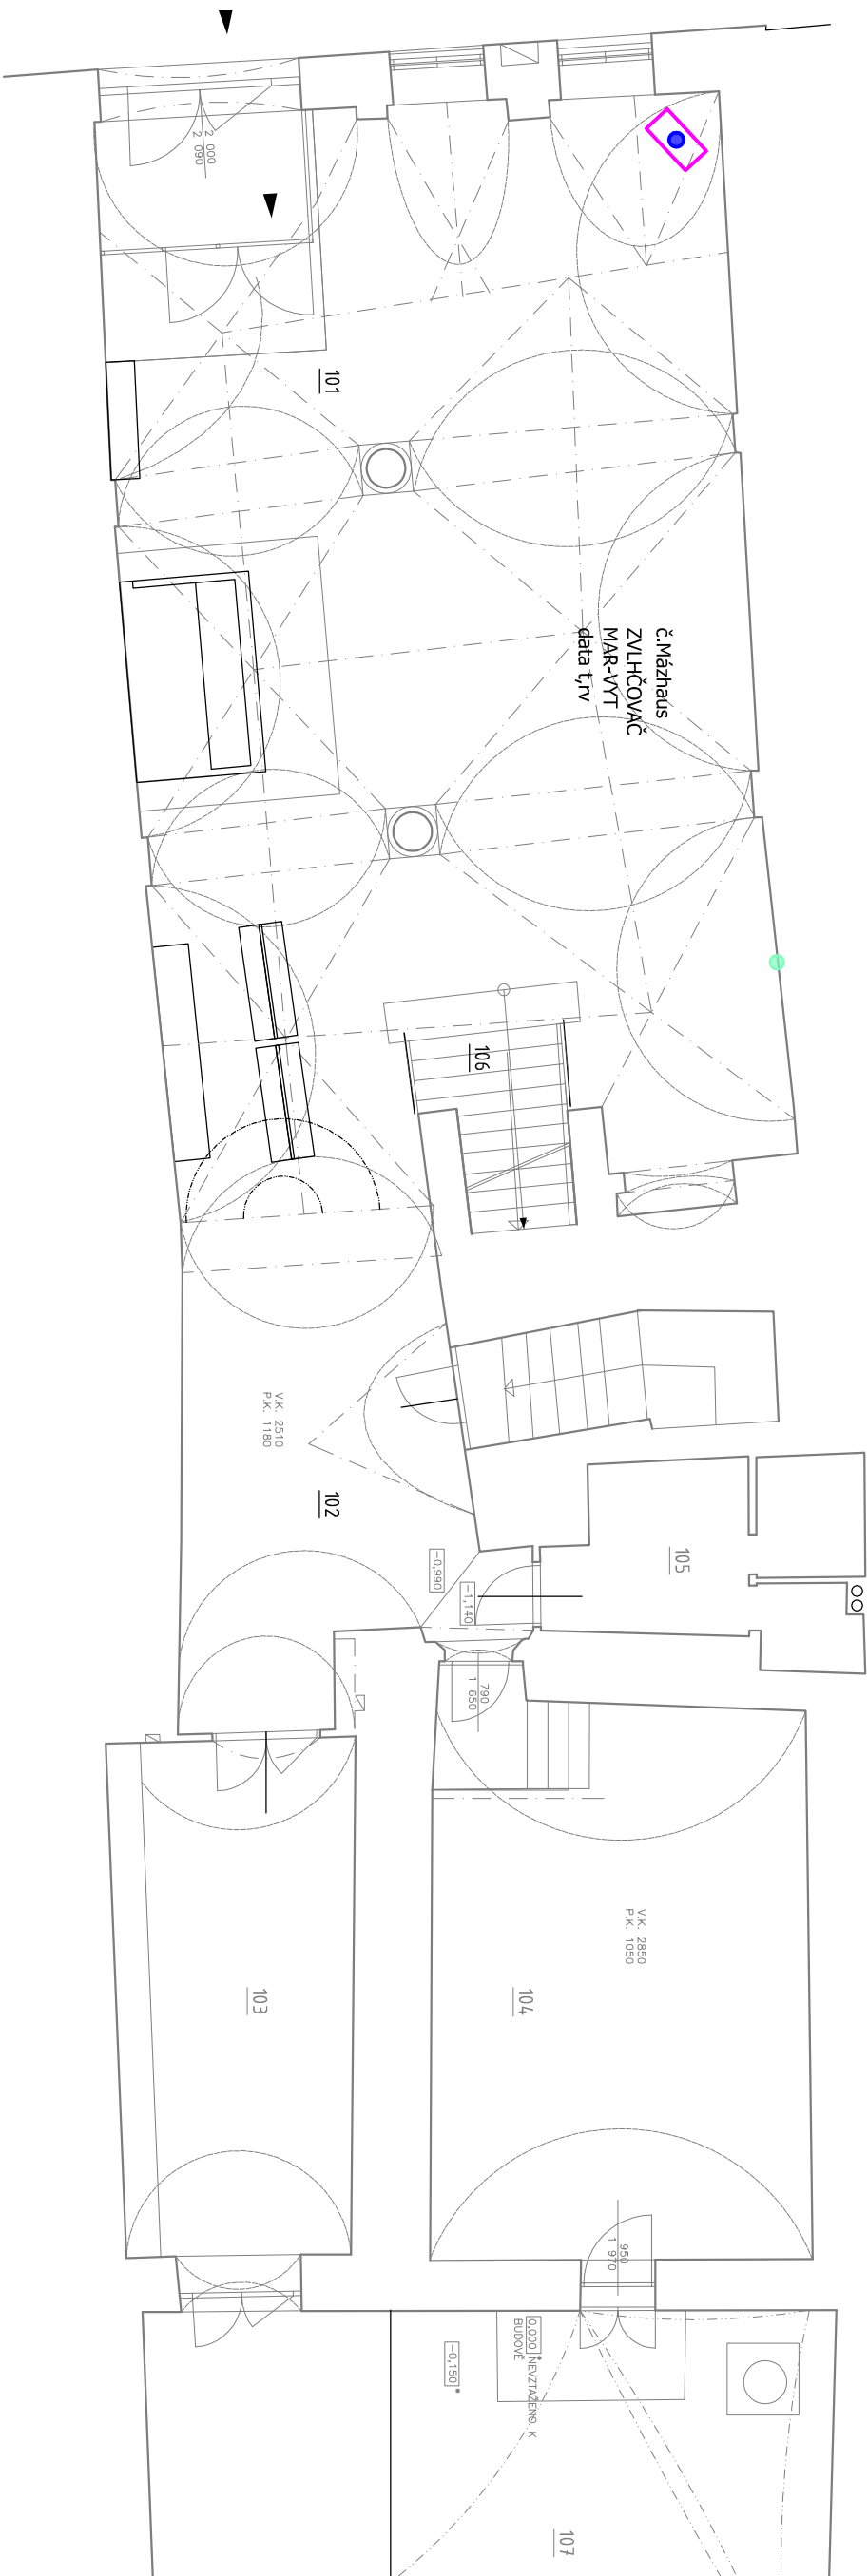 2 000
2 090
101
č.Mázhaus
ZVLHČOVAČ
MAR-VYT
data t,rv
106
V.K. 2510
P.K. 1180
102
-0,990
-1,140
105
790
1 650
V.K. 2850
P.K. 1050
103
104
950
1 970
0,000 * NEVZTAŽENO K
BUDOVĚ
-0,150 *
107